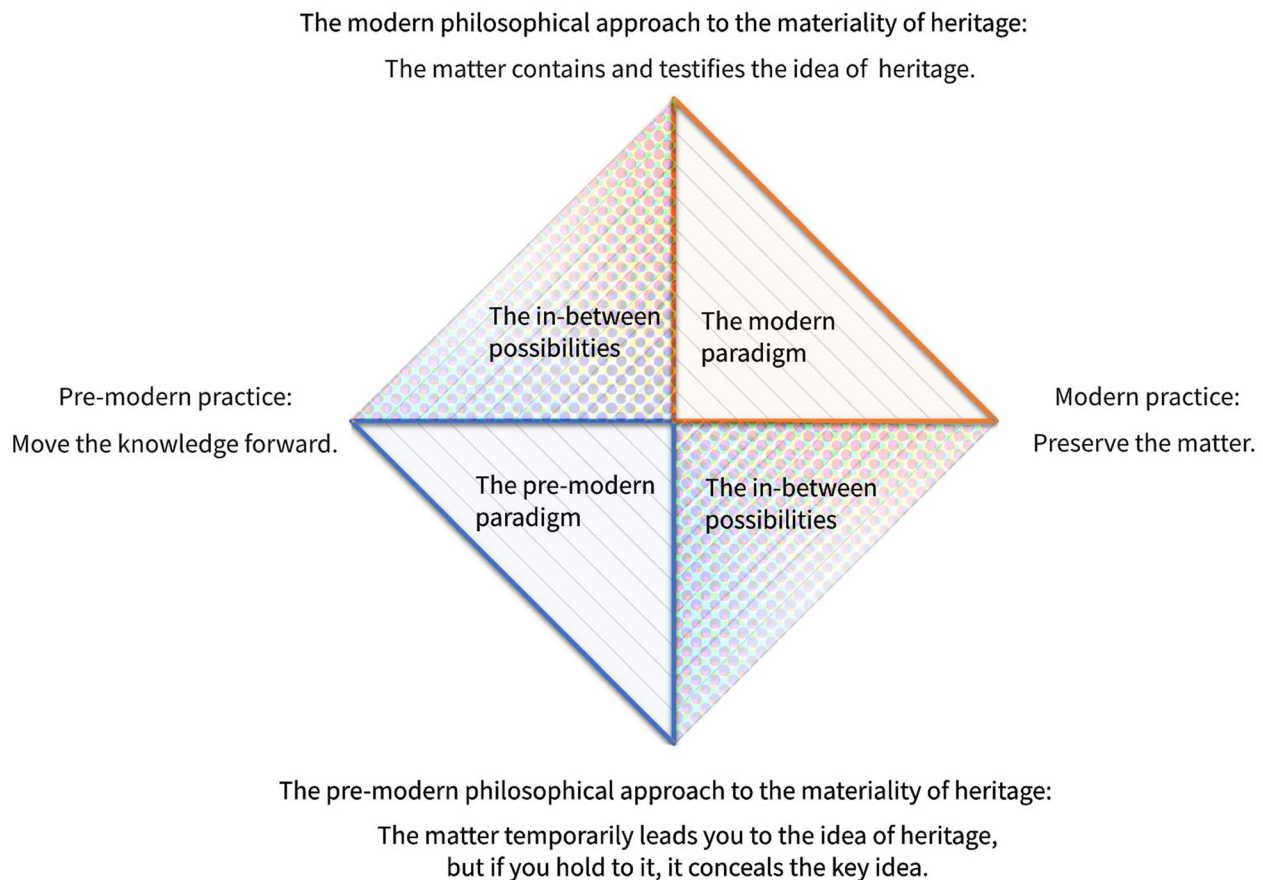 The modern philosophical approach to the materiality of heritage:
The matter contains and testifies the idea of heritage.
The in-between
possibilities
The modern
paradigm
Pre-modern practice:
Move the knowledge forward.
Modern practice:
Preserve the matter.
The pre-modern
paradigm
The in-between
possibilities
The pre-modern philosophical approach to the materiality of heritage:
The matter temporarily leads you to the idea of heritage,
but if you hold to it, it conceals the key idea.